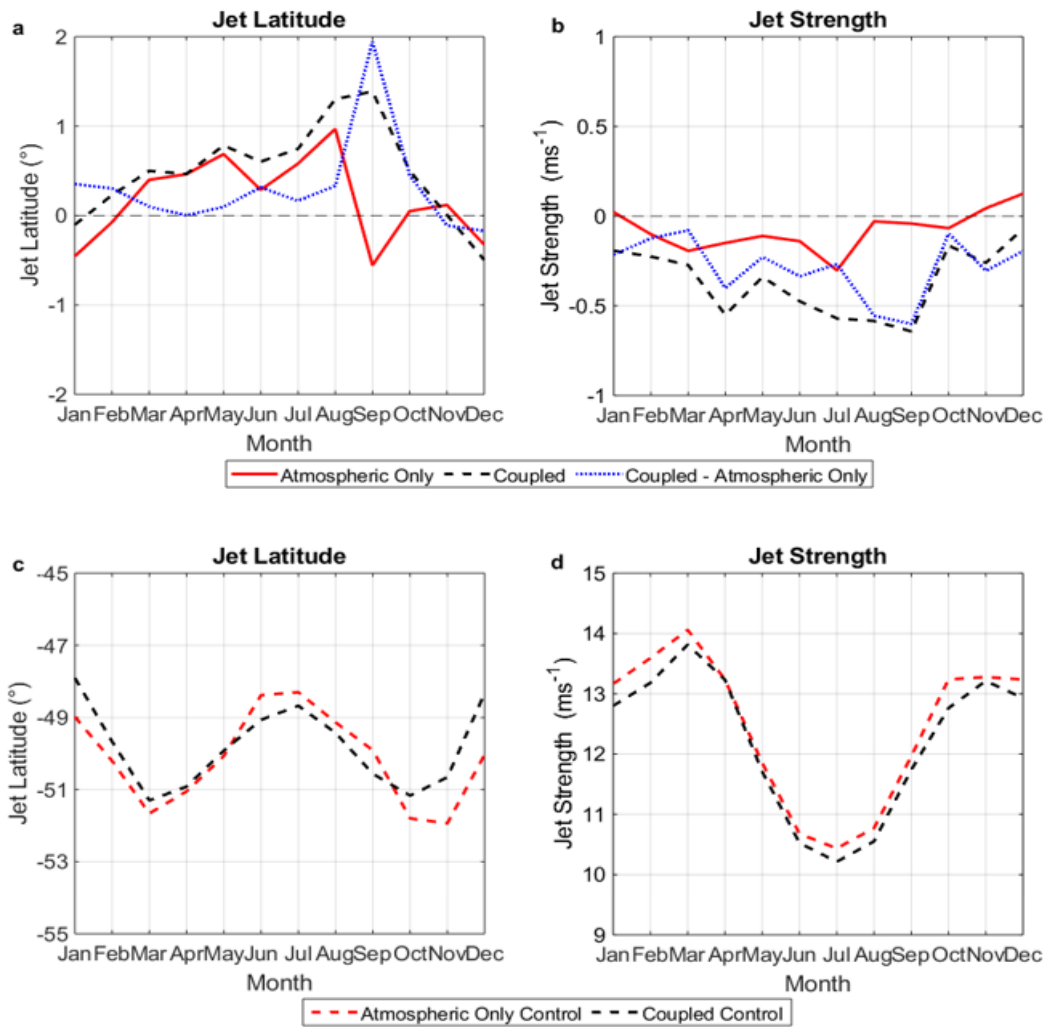 a Jet Latitude
2
1
0
-1
-2
Jet Latitude (°)
Jan Feb Mar Apr May Jun Jul Aug Sep Oct Nov Dec
Month
b Jet Strength
1
0.5
0
-0.5
-1
Jet Strength (ms-1)
Jan Feb Mar Apr May Jun Jul Aug Sep Oct Nov Dec
Month
Atmospheric Only Coupled Coupled - Atmospheric Only
c Jet Latitude
-45
-47
-49
-51
-53
-55
Jet Latitude (°)
Jan Feb Mar Apr May Jun Jul Aug Sep Oct Nov Dec
Month
d Jet Strength
15
14
13
12
11
10
9
Jet Strength (ms-1)
Jan Feb Mar Apr May Jun Jul Aug Sep Oct Nov Dec
Month
Atmospheric Only Control Coupled Control